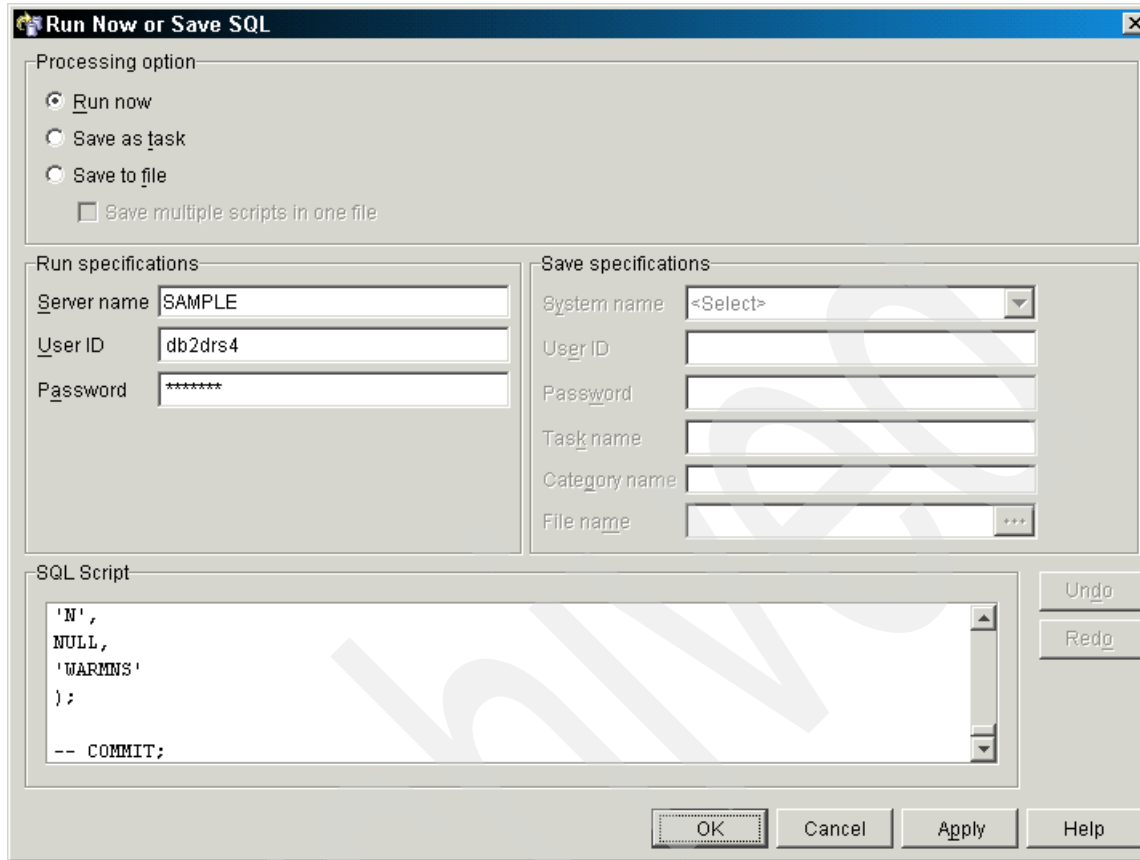 Run Now or Save SQL
Processing option
Run now
Save as task
Save to file
Save multiple scripts in one file
Run specifications
Server name SAMPLE
User ID db2drs4
Password *******
Save specifications
System name <Select>
User ID
Password
Task name
Category name
File name ...
SQL Script
'N',
NULL,
'WARMNS'
);
-- COMMIT;
Undo
Redo
OK Cancel Apply Help